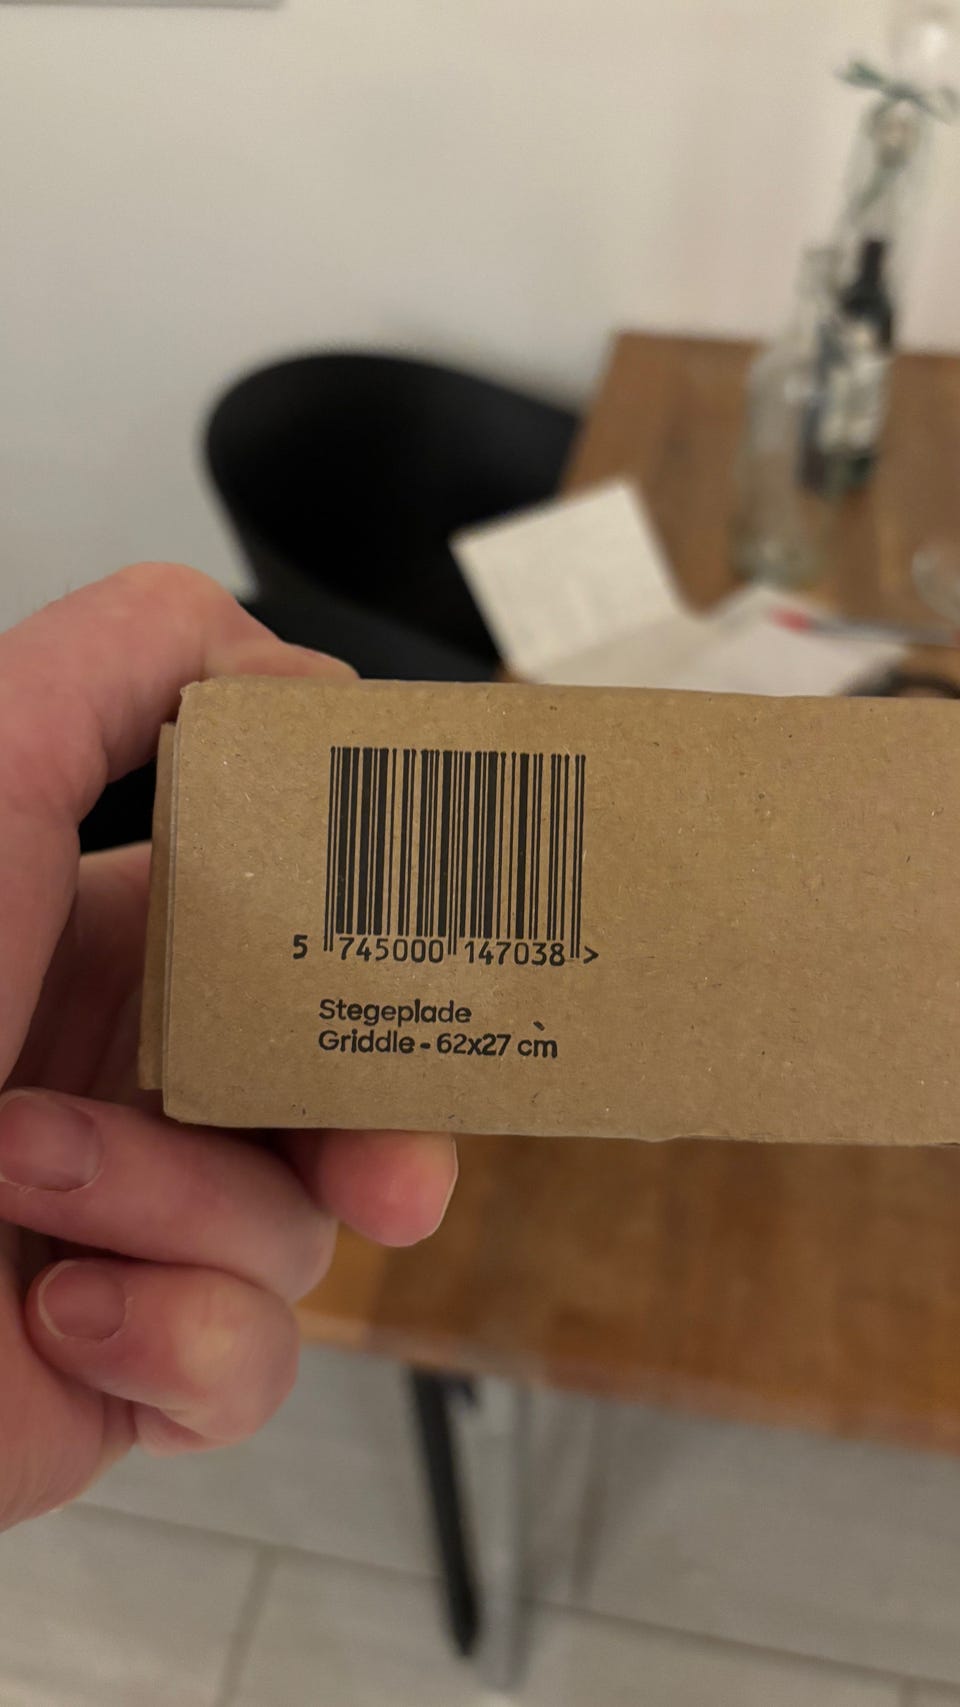 5 745000 147038 >
Stegeplade
Griddle - 62x27 cm